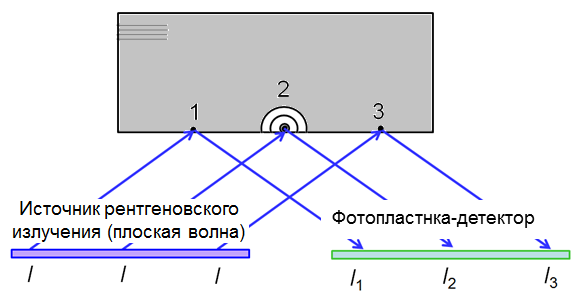 2
1
3
Источник рентгеновского
излучения (плоская волна)
Фотопластнка-детектор
I I I
I1 I2 I3